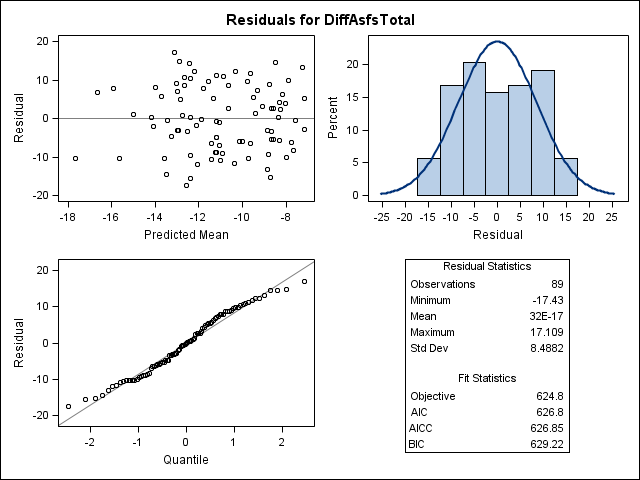 Residuals for DiffAsfsTotal
20
10
0
-10
-20
Residual
-18 -16 -14 -12 -10 -8
Predicted Mean
20
15
10
5
0
Percent
-25 -20 -15 -10 -5 0 5 10 15 20 25
Residual
20
10
0
-10
-20
Residual
-2 -1 0 1 2
Quantile
Residual Statistics
Observations 89
Minimum -17.43
Mean 32E-17
Maximum 17.109
Std Dev 8.4882
Fit Statistics
Objective 624.8
AIC 626.8
AICC 626.85
BIC 629.22